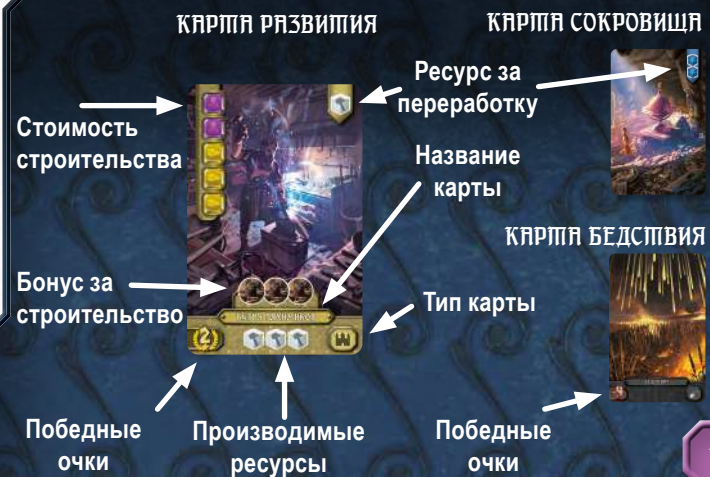 КАРТА РАЗВИТИЯ
КАРТА СОКРОВИЩА
Ресурс за
переработку
Стоимость
строительства
Название
карты
КАРТА БЕДСТВИЯ
Бонус за
строительство
Тип карты
2
Победные
очки
Производимые
ресурсы
Победные
очки